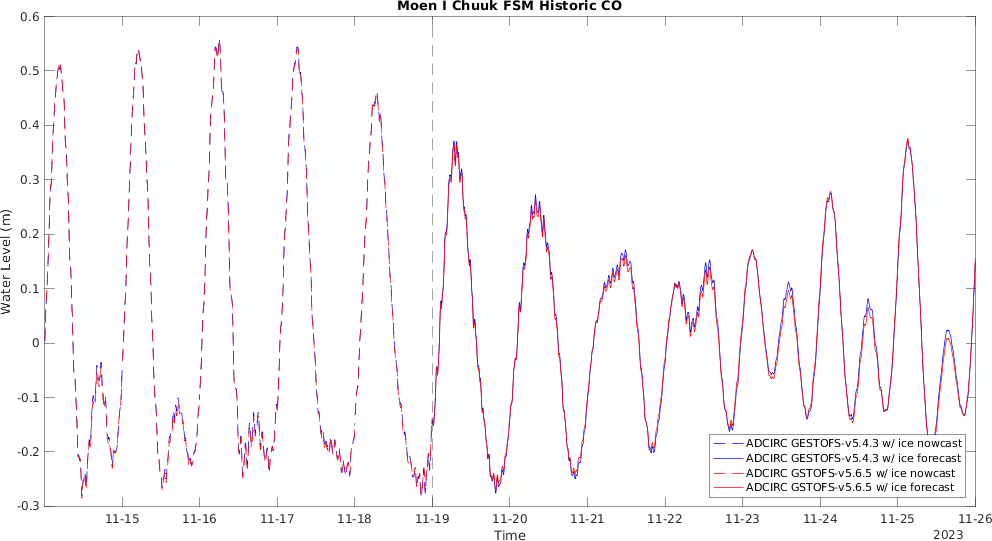 Moen I Chuuk FSM Historic CO
0.6
0.5
0.4
0.3
0.2
0.1
0
-0.1
-0.2
-0.3
Water Level (m)
ADCIRC GESTOFS-v5.4.3 w/ ice nowcast
ADCIRC GESTOFS-v5.4.3 w/ ice forecast
ADCIRC GSTOFS-v5.6.5 w/ ice nowcast
ADCIRC GSTOFS-v5.6.5 w/ ice forecast
11-15 11-16 11-17 11-18 11-19 11-20 11-21 11-22 11-23 11-24 11-25 11-26
Time
2023